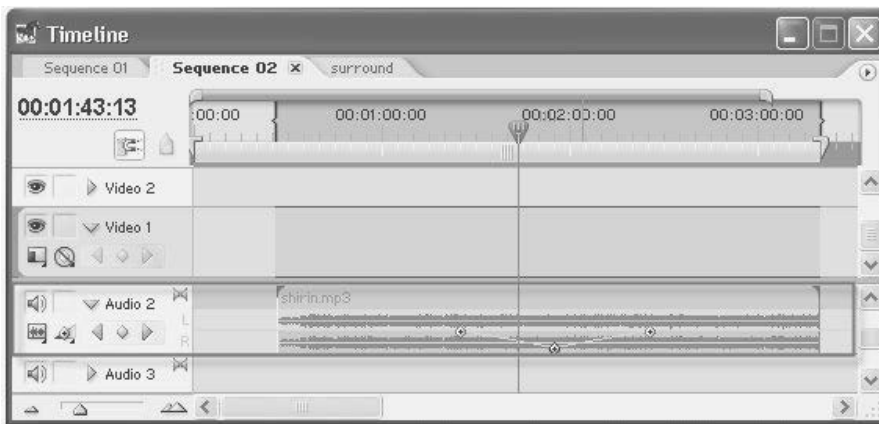 Timeline
Sequence 01 Sequence 02 surround
00:01:43:13
:00:00 00:01:00:00 00:02:00:00 00:03:00:00
Video 2
Video 1
shirin.mp3
Audio 2
L
R
Audio 3